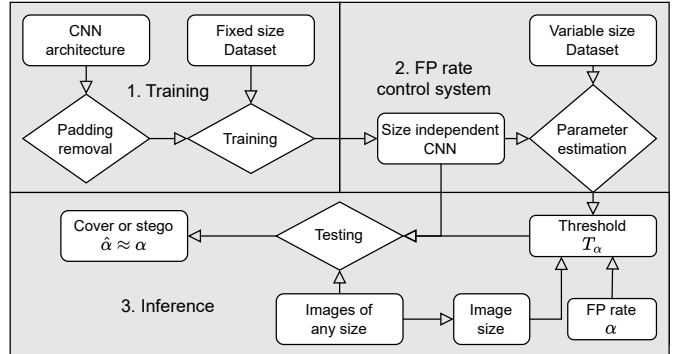 CNN
architecture
Fixed size
Dataset
1. Training
Padding
removal
Training
Variable size
Dataset
2. FP rate
control system
Size independent
CNN
Parameter
estimation
Cover or stego
α̂ ≈ α
Testing
Threshold
Tα
3. Inference
Images of
any size
Image
size
FP rate
α